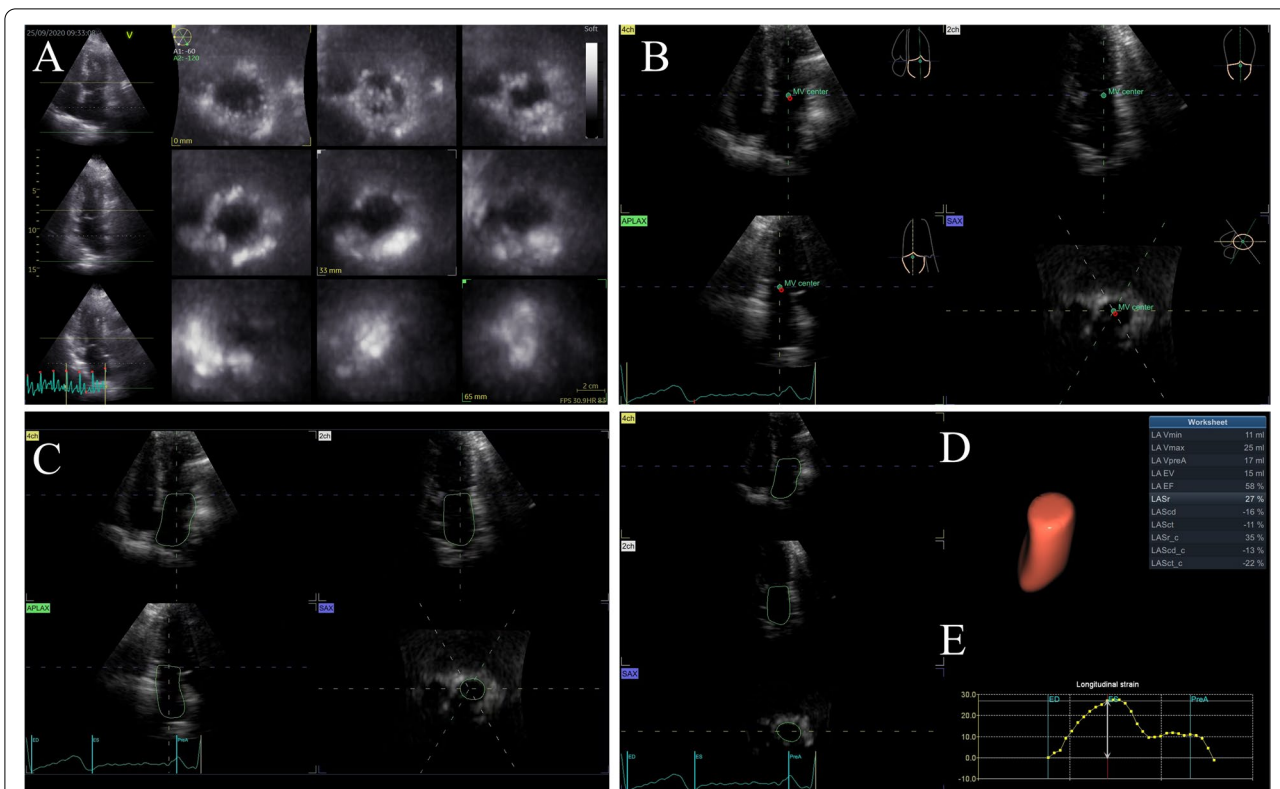 25/09/2020 09:33:08
V
A
A1: -60
A2: -120
Soft
0 mm
5
10
33 mm
15
65 mm
2 cm
FPS 30.9HR 83
B
4ch
MV center
2ch
MV center
APLAX
MV center
SAX
MV center
C
4ch
2ch
APLAX
SAX
ED
ES
PreA
4ch
2ch
SAX
ED
ES
PreA
D
Worksheet
LA Vmin 11 ml
LA Vmax 25 ml
LA VpreA 17 ml
LA EV 15 ml
LA EF 58 %
LASr 27 %
LAScd -16 %
LASct -11 %
LASr_c 35 %
LAScd_c -13 %
LASct_c -22 %
E
Longitudinal strain
30.0
20.0
10.0
0.0
-10.0
ED
ES
PreA